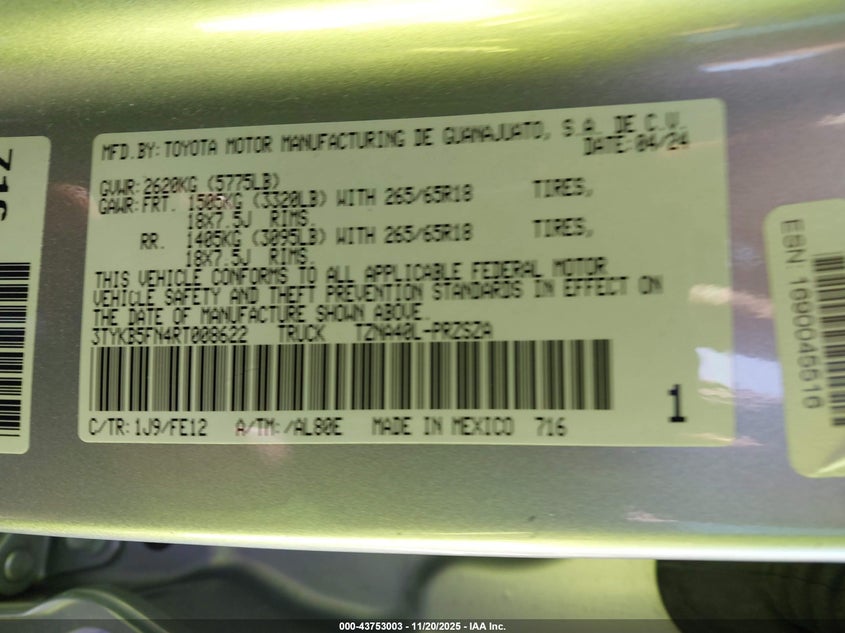 716
MFD.BY: TOYOTA MOTOR MANUFACTURING DE GUANAJUATO, S.A. DE C.V.
DATE: 04/24
GVWR: 2620KG (5775LB)
GAWR: FRT. 1505KG (3320LB) WITH 265/65R18 TIRES,
18X7.5J RIMS.
RR. 1405KG (3095LB) WITH 265/65R18 TIRES,
18X7.5J RIMS.
THIS VEHICLE CONFORMS TO ALL APPLICABLE FEDERAL MOTOR
VEHICLE SAFETY AND THEFT PREVENTION STANDARDS IN EFFECT ON
THE DATE OF MANUFACTURE SHOWN ABOVE.
3TYKB5FN4RT008622 TRUCK TZNA40L-PRZSZA
1
C/TR: 1J9/FE12 A/TM: /AL80E MADE IN MEXICO 716
ESN: 1690045516
000-43753003 - 11/20/2025 - IAA Inc.